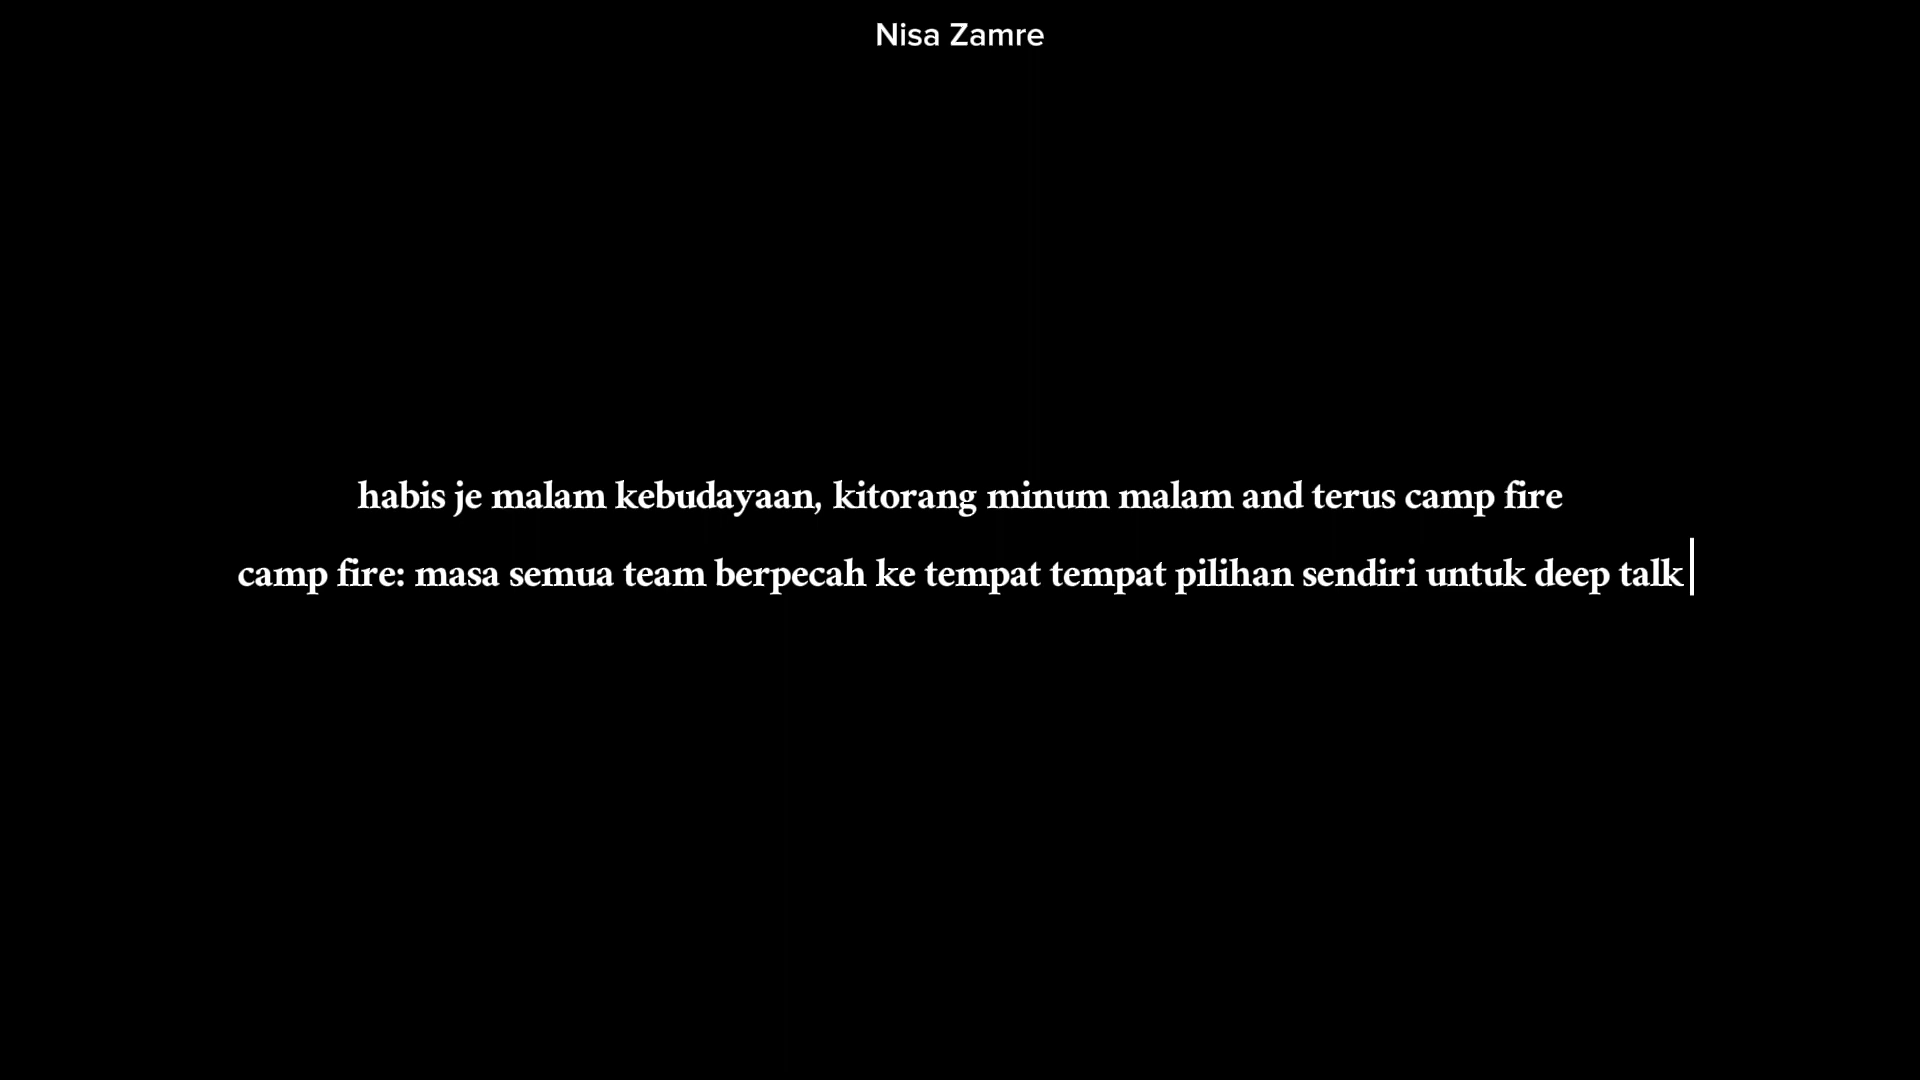 Nisa Zamre
habis je malam kebudayaan, kitorang minum malam and terus camp fire
camp fire: masa semua team berpecah ke tempat tempat pilihan sendiri untuk deep talk